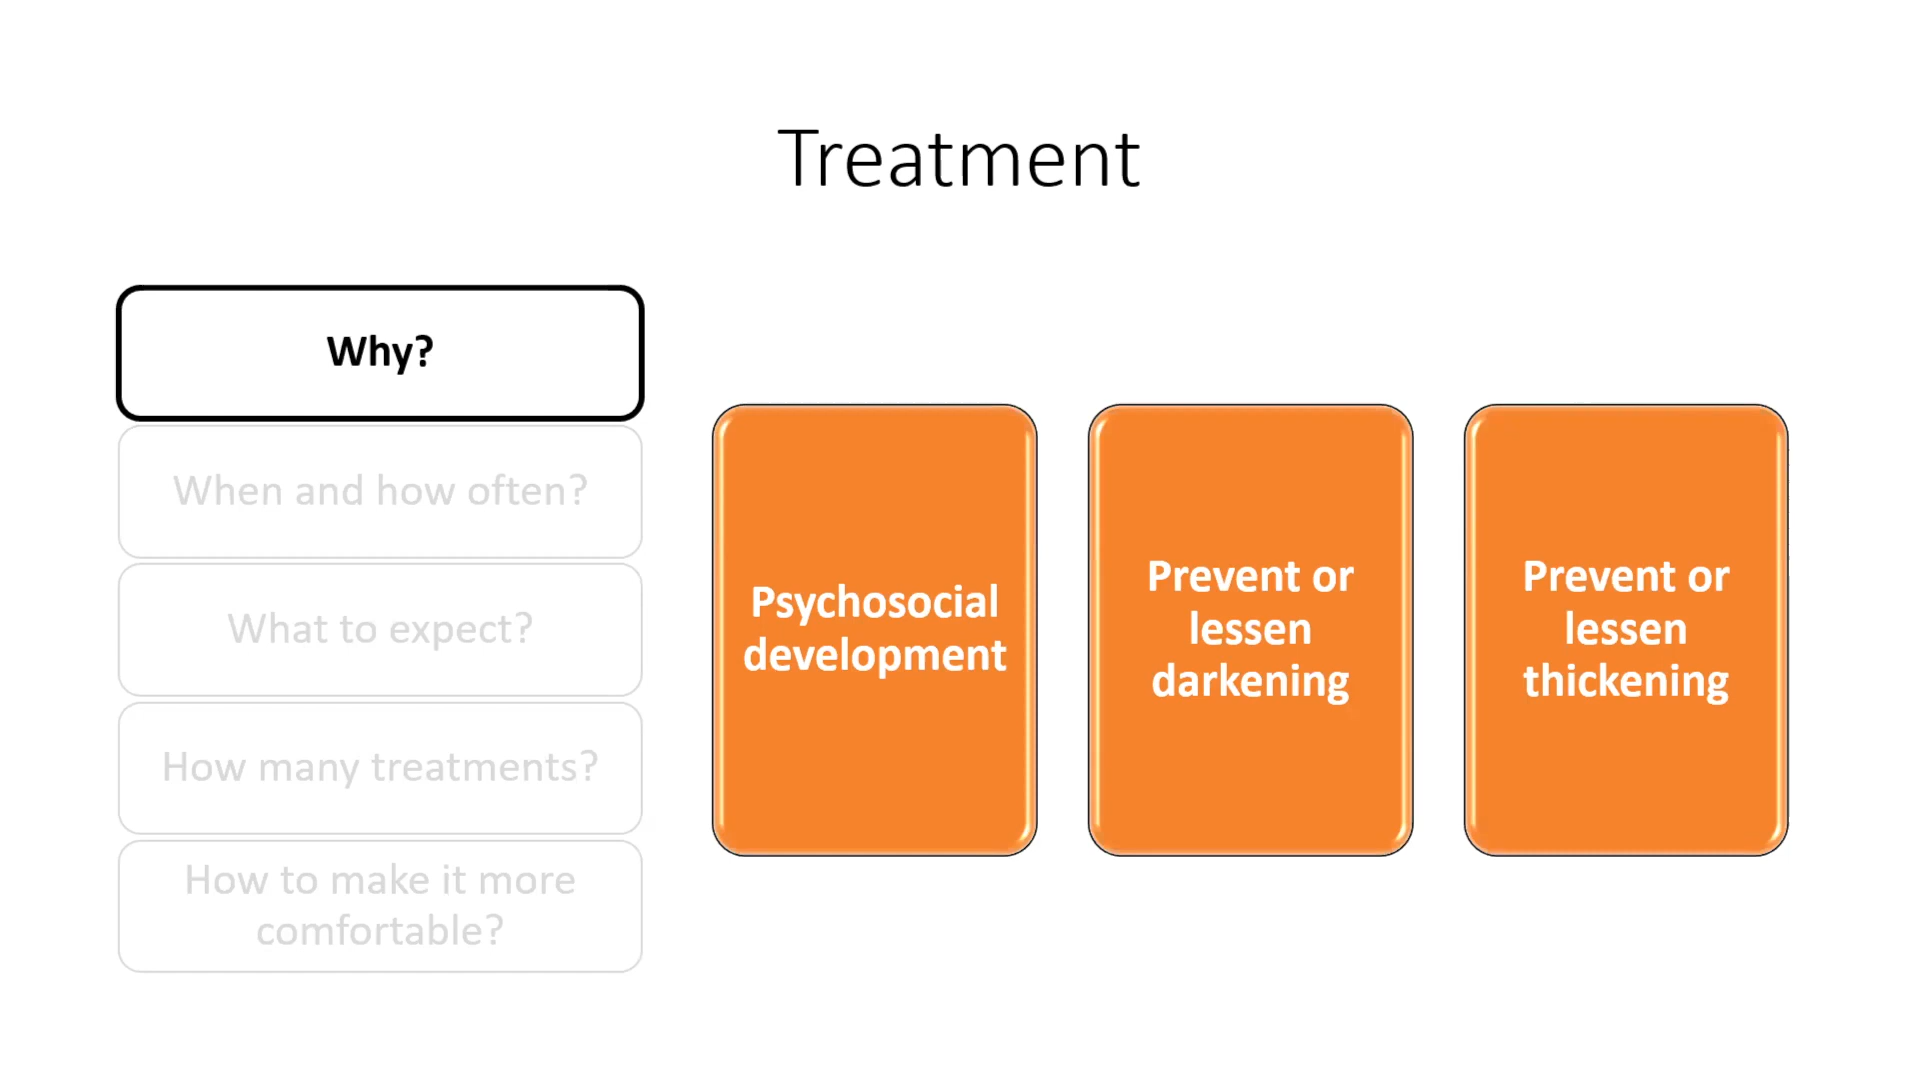 Treatment
Why?
When and how often?
What to expect?
How many treatments?
How to make it more
comfortable?
Psychosocial
development
Prevent or
lessen
darkening
Prevent or
lessen
thickening